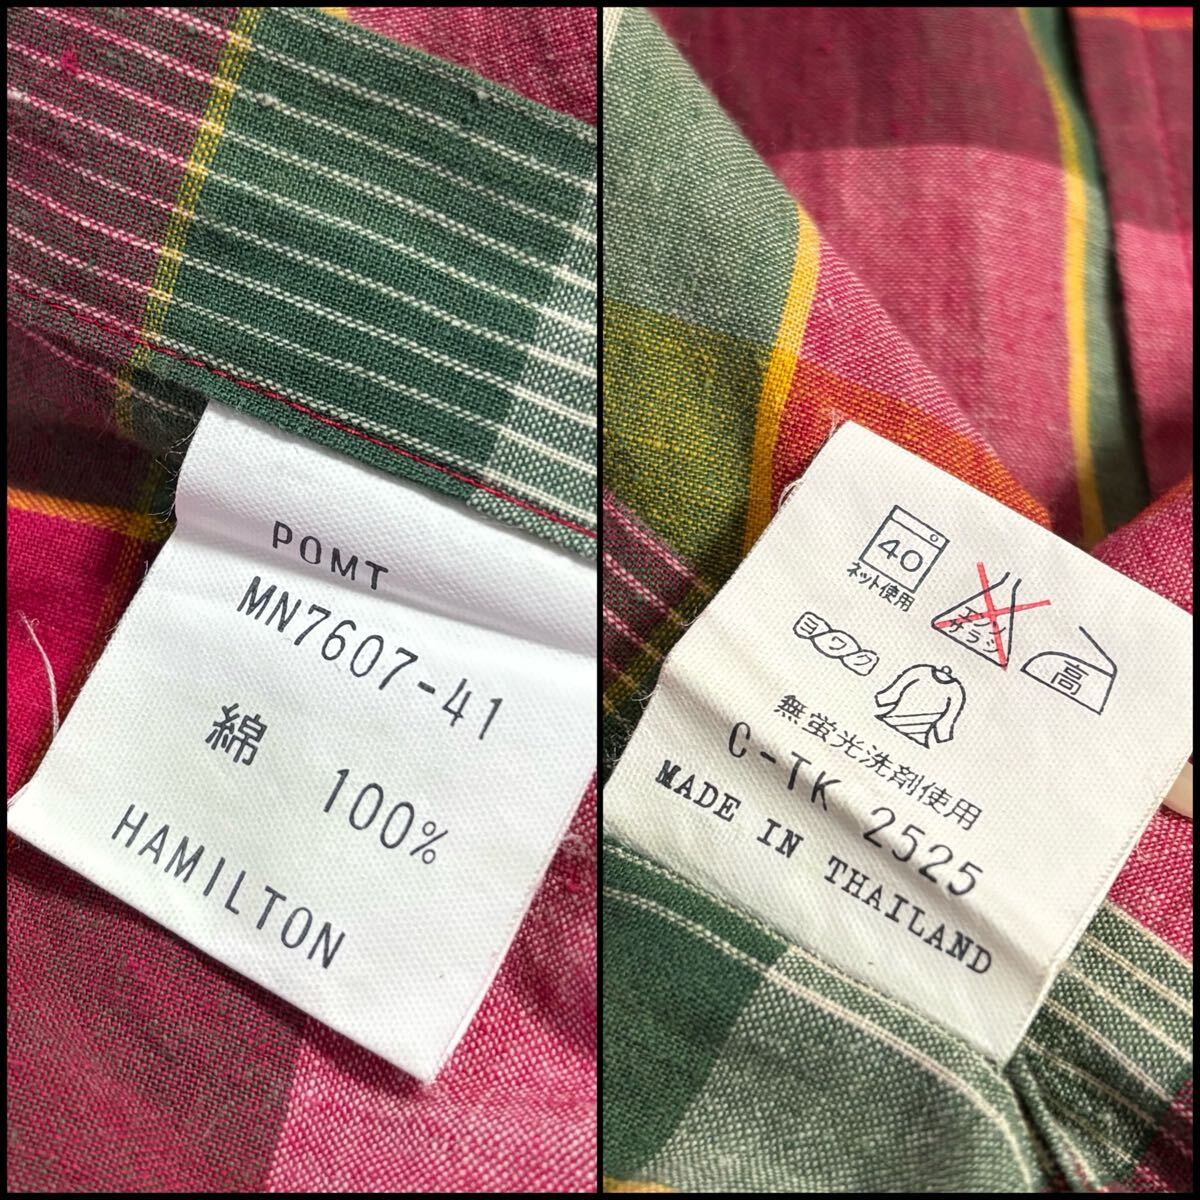 POMT
MN7607-41
綿 100%
HAMILTON
40
ネット使用
エンソ
サラシ
高
ヨワク
無蛍光洗剤使用
C-TK 2525
MADE IN THAILAND